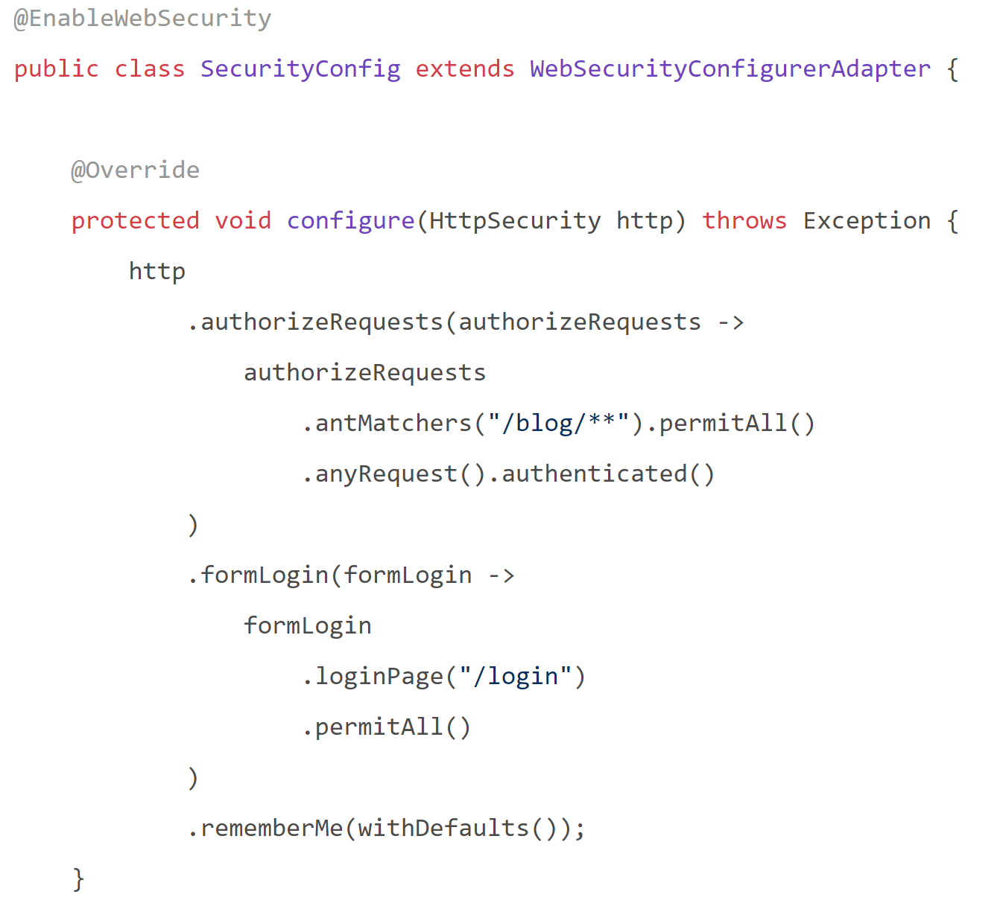 @EnableWebSecurity
public class SecurityConfig extends WebSecurityConfigurerAdapter {
    @Override
    protected void configure(HttpSecurity http) throws Exception {
        http
            .authorizeRequests(authorizeRequests ->
                authorizeRequests
                    .antMatchers("/blog/**").permitAll()
                    .anyRequest().authenticated()
            )
            .formLogin(formLogin ->
                formLogin
                    .loginPage("/login")
                    .permitAll()
            )
            .rememberMe(withDefaults());
    }